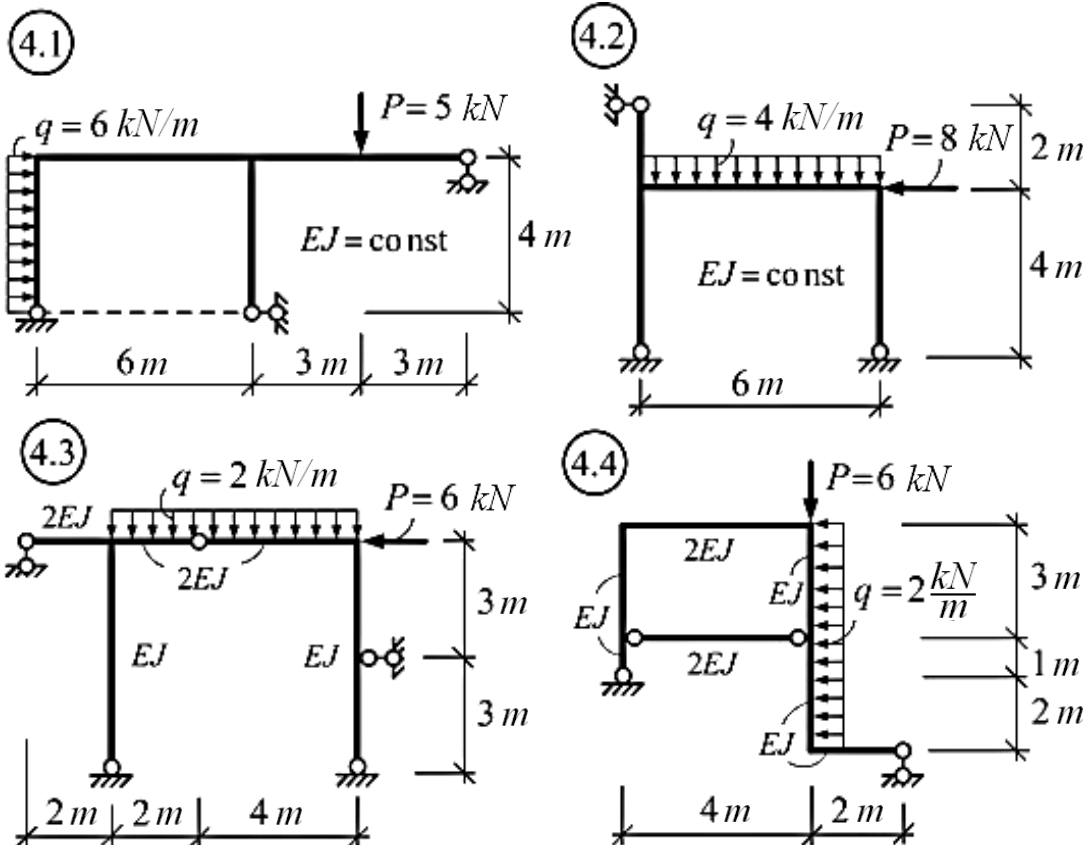 4.1
q = 6 kN/m
P = 5 kN
EJ = const
4 m
6 m
3 m
3 m
4.2
q = 4 kN/m
P = 8 kN
2 m
EJ = const
4 m
6 m
4.3
q = 2 kN/m
P = 6 kN
2EJ
2EJ
3 m
EJ
EJ
3 m
2 m
2 m
4 m
4.4
P = 6 kN
2EJ
3 m
EJ
EJ
q = 2 kN/m
2EJ
1 m
2 m
EJ
4 m
2 m